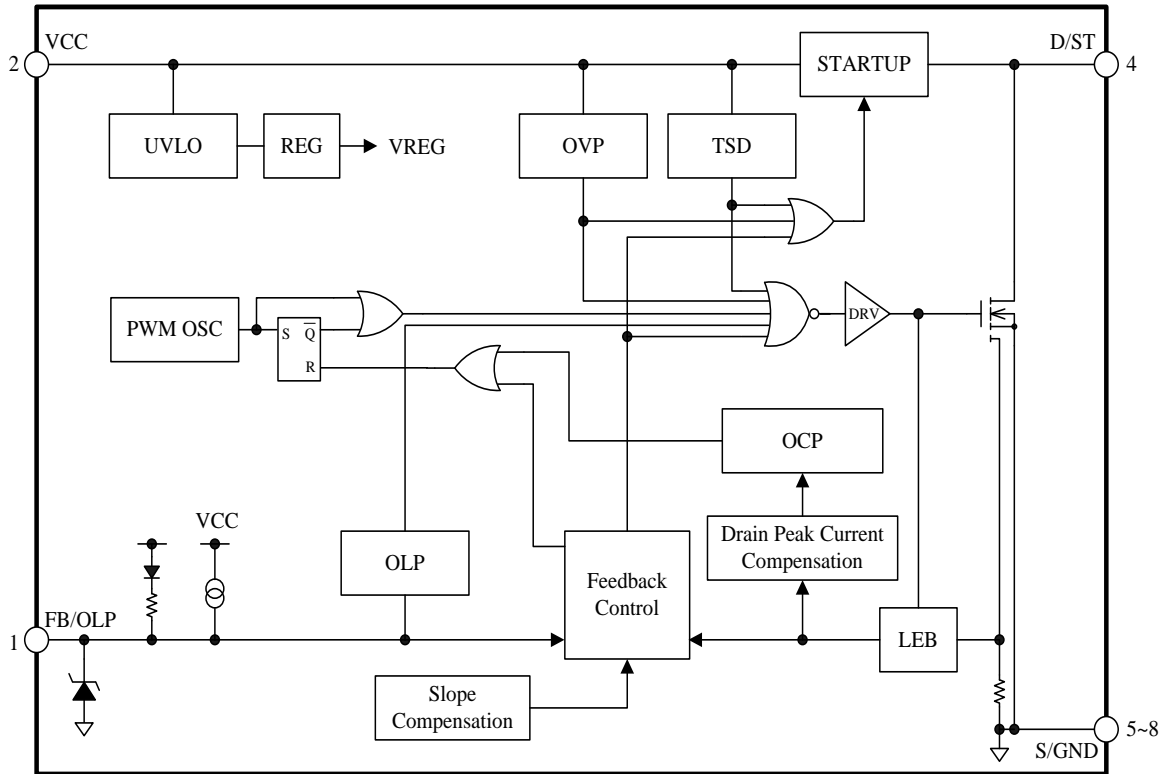 VCC
D/ST
2
4
STARTUP
UVLO
REG
VREG
OVP
TSD
PWM OSC
S
Q̅
R
DRV
OCP
VCC
OLP
Feedback
Control
Drain Peak Current
Compensation
FB/OLP
1
LEB
Slope
Compensation
5~8
S/GND